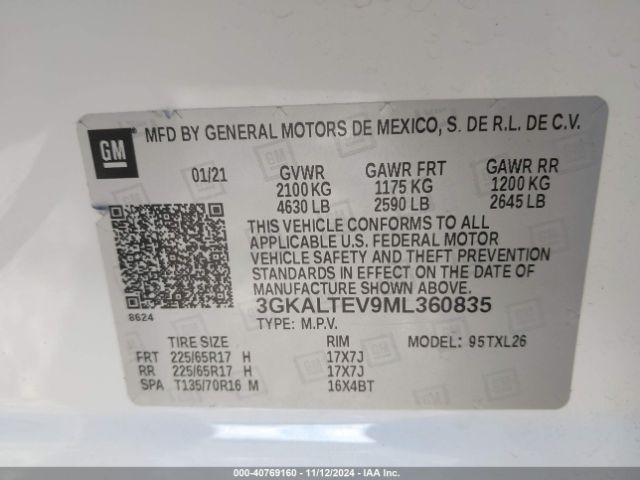 GM MFD BY GENERAL MOTORS DE MEXICO, S. DE R.L. DE C.V.
01/21 GVWR GAWR FRT GAWR RR
2100 KG 1175 KG 1200 KG
4630 LB 2590 LB 2645 LB
THIS VEHICLE CONFORMS TO ALL
APPLICABLE U.S. FEDERAL MOTOR
VEHICLE SAFETY AND THEFT PREVENTION
STANDARDS IN EFFECT ON THE DATE OF
MANUFACTURE SHOWN ABOVE.
8624
3GKALTEV9ML360835
TYPE: M.P.V.
TIRE SIZE RIM MODEL: 95TXL26
FRT 225/65R17 H 17X7J
RR 225/65R17 H 17X7J
SPA T135/70R16 M 16X4BT
000-40769160 - 11/12/2024 - IAAI.com